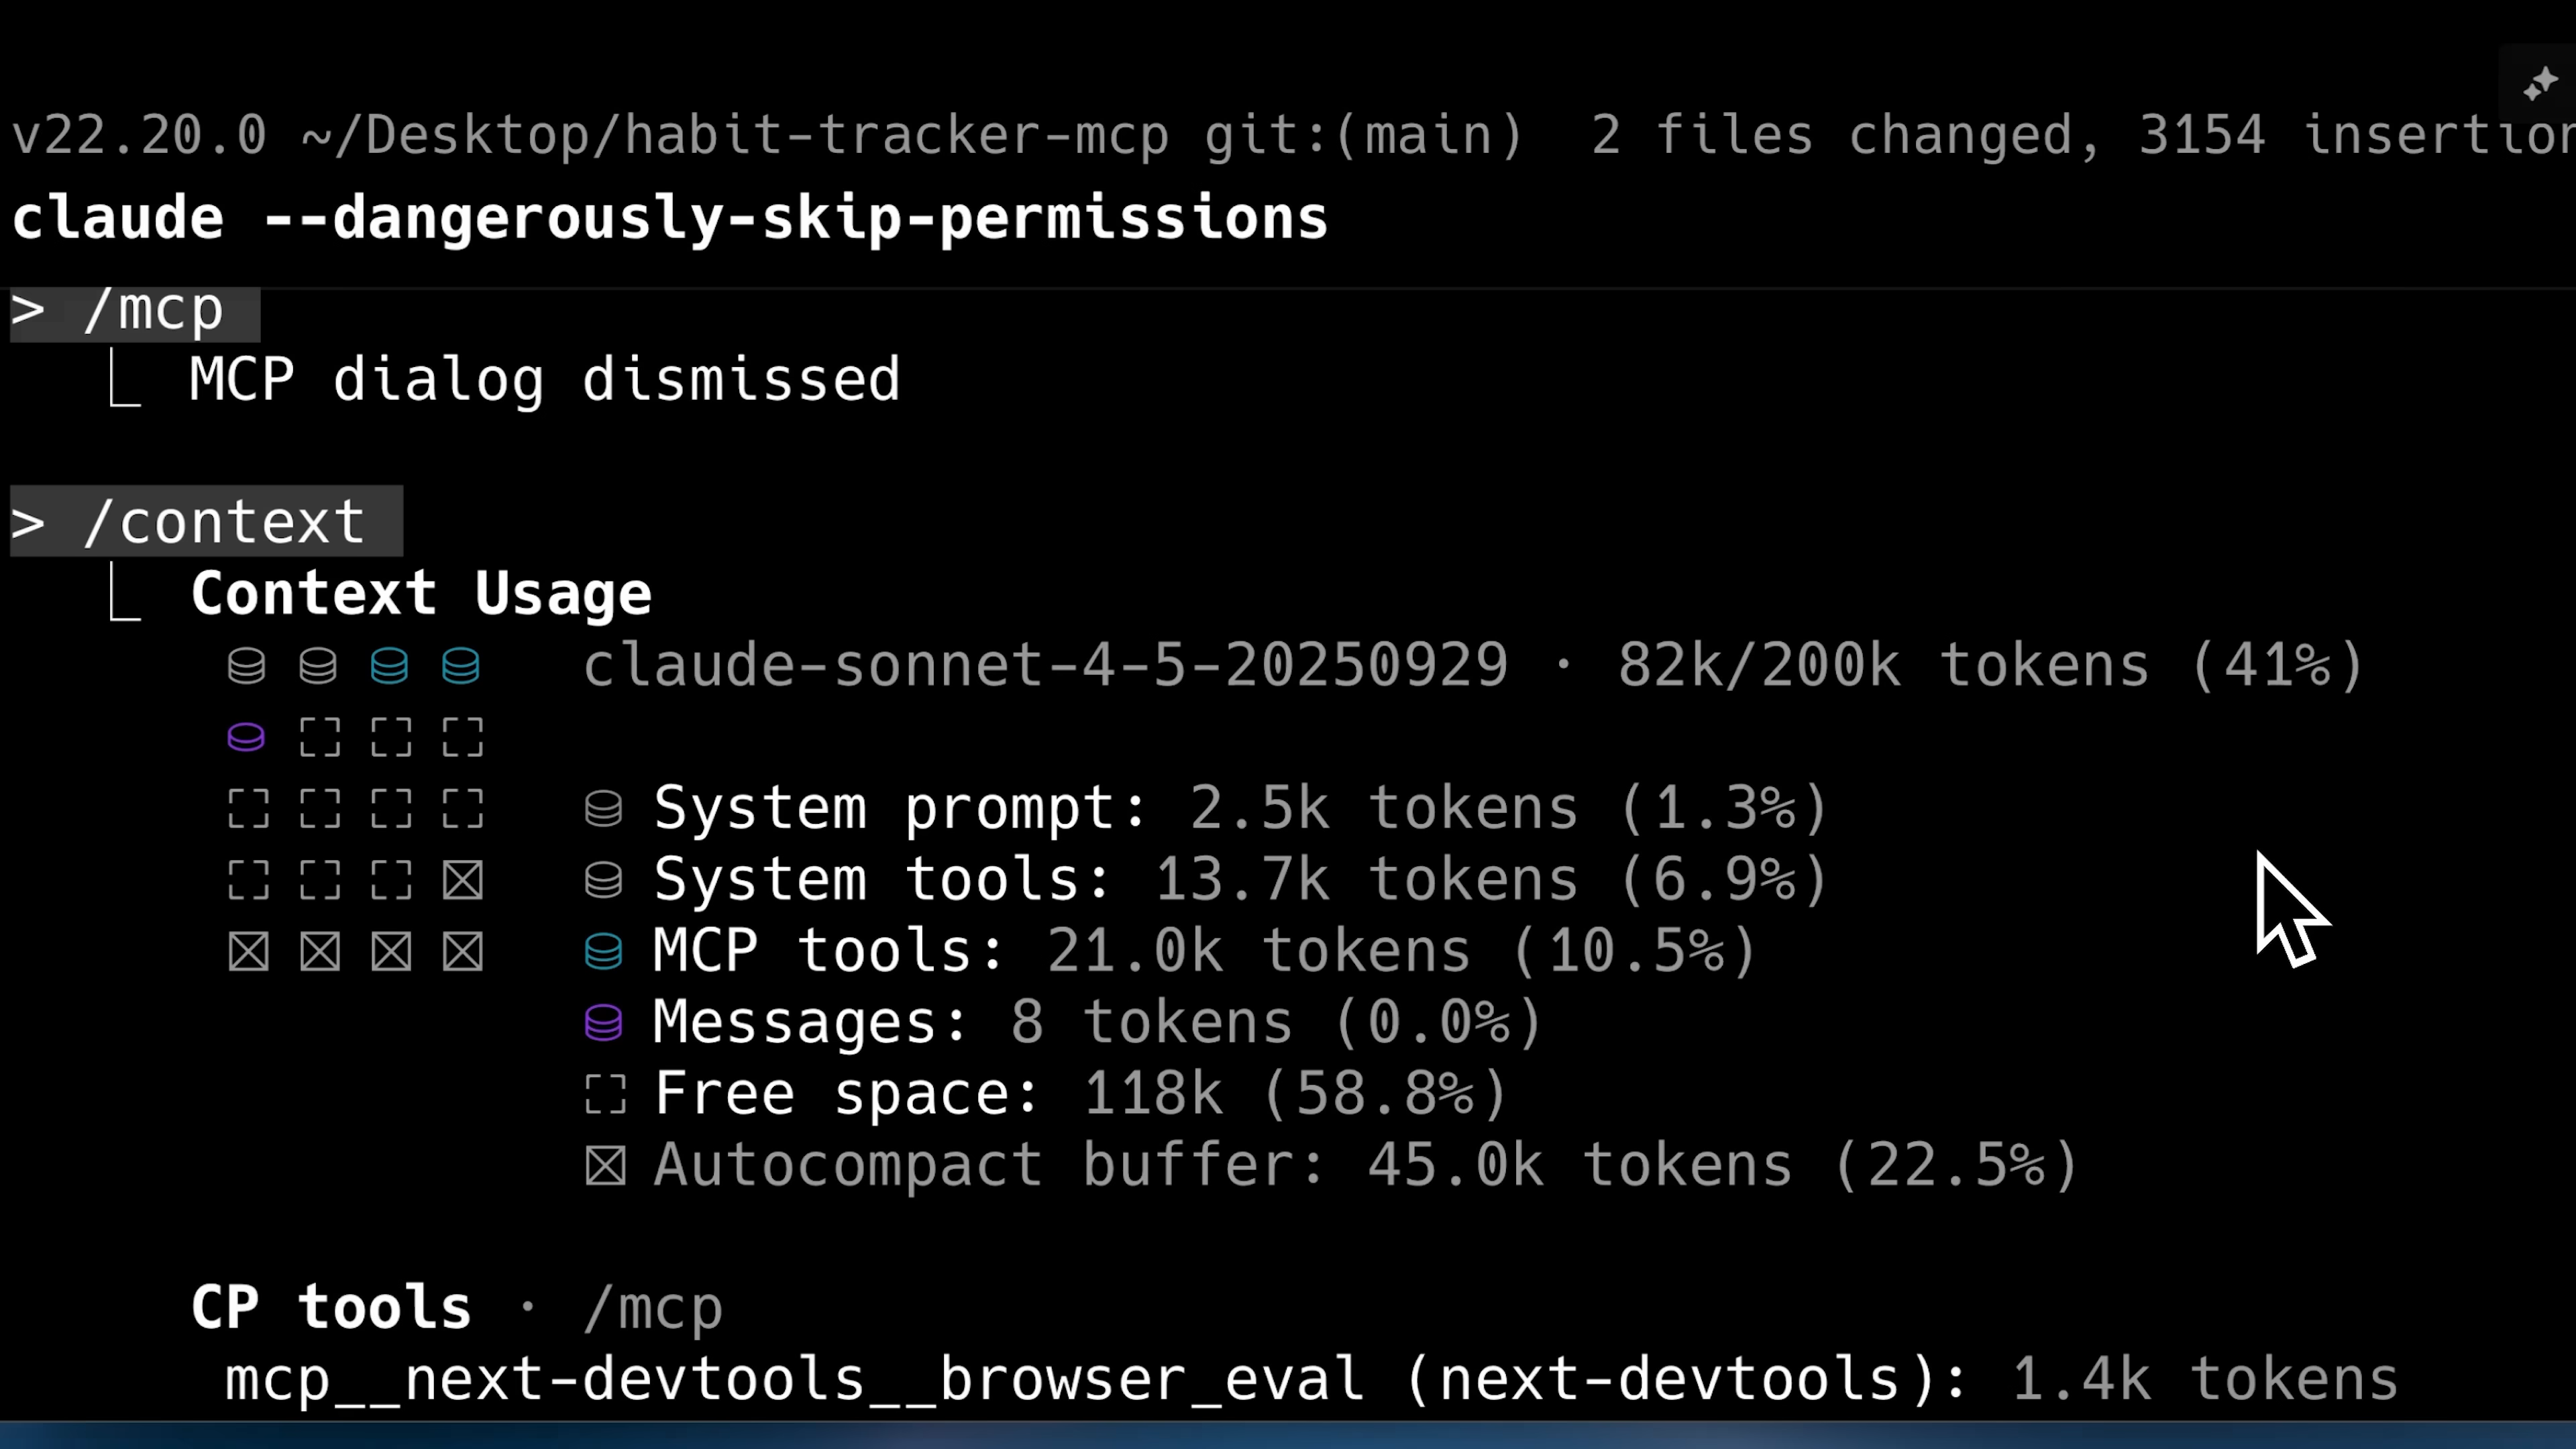 v22.20.0 ~/Desktop/habit-tracker-mcp git:(main) 2 files changed, 3154 insertion
claude --dangerously-skip-permissions
> /mcp
MCP dialog dismissed
> /context
Context Usage
claude-sonnet-4-5-20250929 · 82k/200k tokens (41%)
System prompt: 2.5k tokens (1.3%)
System tools: 13.7k tokens (6.9%)
MCP tools: 21.0k tokens (10.5%)
Messages: 8 tokens (0.0%)
Free space: 118k (58.8%)
Autocompact buffer: 45.0k tokens (22.5%)
CP tools · /mcp
mcp__next-devtools__browser_eval (next-devtools): 1.4k tokens